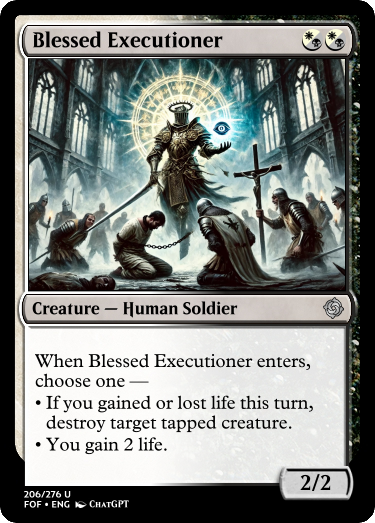 Blessed Executioner
Creature — Human Soldier
When Blessed Executioner enters,
choose one —
• If you gained or lost life this turn,
destroy target tapped creature.
• You gain 2 life.
2/2
206/276 U
FOF • ENG ChatGPT